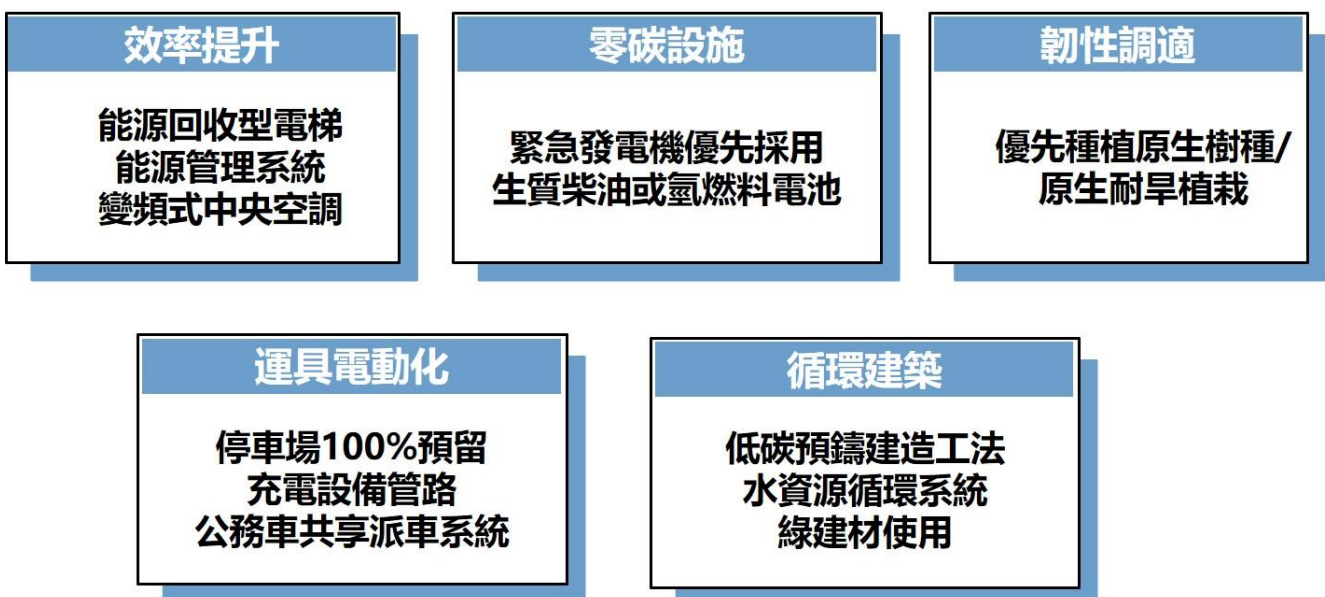 效率提升
能源回收型電梯
能源管理系統
變頻式中央空調
零碳設施
緊急發電機優先採用
生質柴油或氫燃料電池
韌性調適
優先種植原生樹種/
原生耐旱植栽
運具電動化
停車場100%預留
充電設備管路
公務車共享派車系統
循環建築
低碳預鑄建造工法
水資源循環系統
綠建材使用